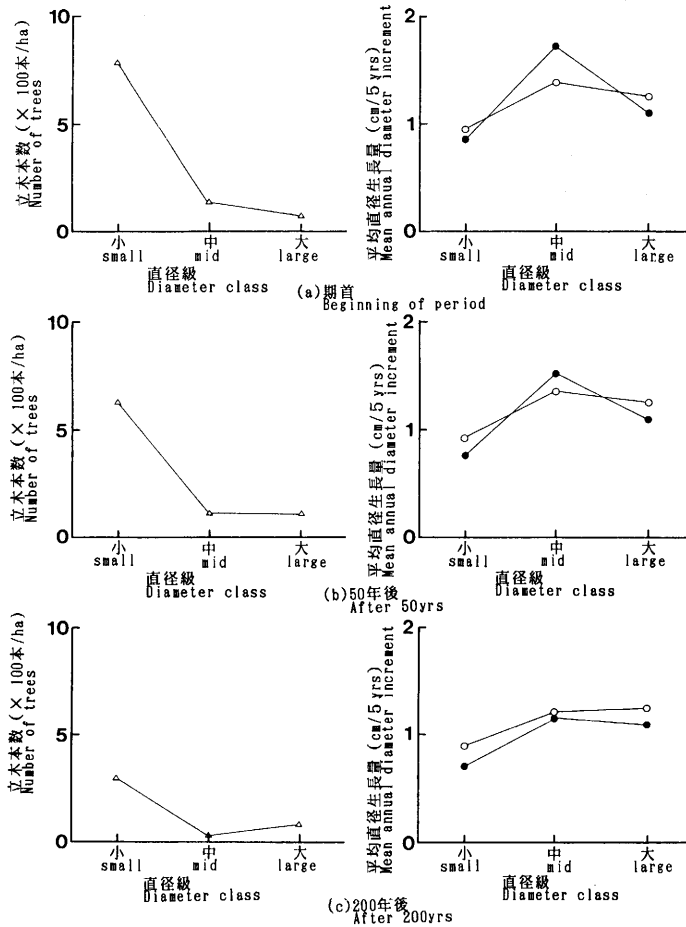 立木本数 (× 100本/ha)
Number of trees
10
5
0
小 中 大
small mid large
直径級
Diameter class
平均直径生長量 (cm/5yrs)
Mean annual diameter increment
2
1
0
小 中 大
small mid large
直径級
Diameter class
(a)期首
Beginning of period
立木本数 (× 100本/ha)
Number of trees
10
5
0
小 中 大
small mid large
直径級
Diameter class
平均直径生長量 (cm/5yrs)
Mean annual diameter increment
2
1
0
小 中 大
small mid large
直径級
Diameter class
(b)50年後
After 50yrs
立木本数 (× 100本/ha)
Number of trees
10
5
0
小 中 大
small mid large
直径級
Diameter class
平均直径生長量 (cm/5yrs)
Mean annual diameter increment
2
1
0
小 中 大
small mid large
直径級
Diameter class
(c)200年後
After 200yrs